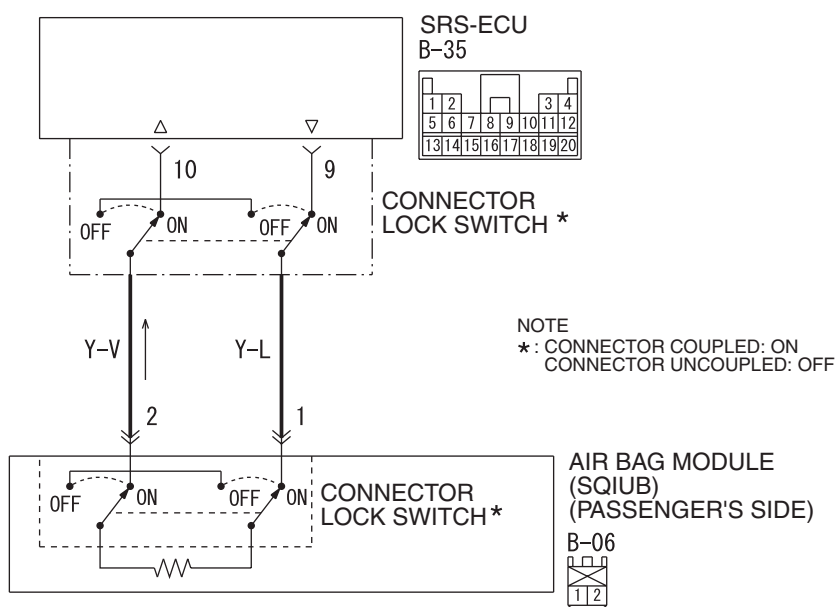 SRS-ECU
B-35
1 2 3 4
5 6 7 8 9 10 11 12
13 14 15 16 17 18 19 20
10 9
CONNECTOR
LOCK SWITCH *
OFF ON OFF ON
NOTE
* : CONNECTOR COUPLED: ON
CONNECTOR UNCOUPLED: OFF
Y-V Y-L
2 1
AIR BAG MODULE
(SQIUB)
(PASSENGER'S SIDE)
OFF ON OFF ON
CONNECTOR
LOCK SWITCH*
B-06
1 2